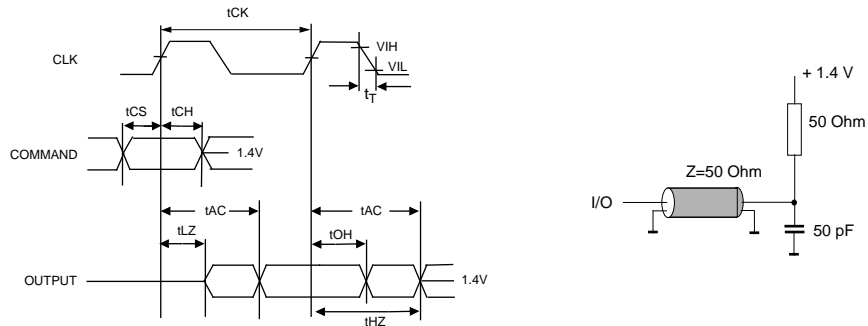 tCK
CLK
VIH
VIL
tT
tCS
tCH
COMMAND
1.4V
tAC
tAC
tLZ
tOH
OUTPUT
1.4V
tHZ
+ 1.4 V
50 Ohm
Z=50 Ohm
I/O
50 pF